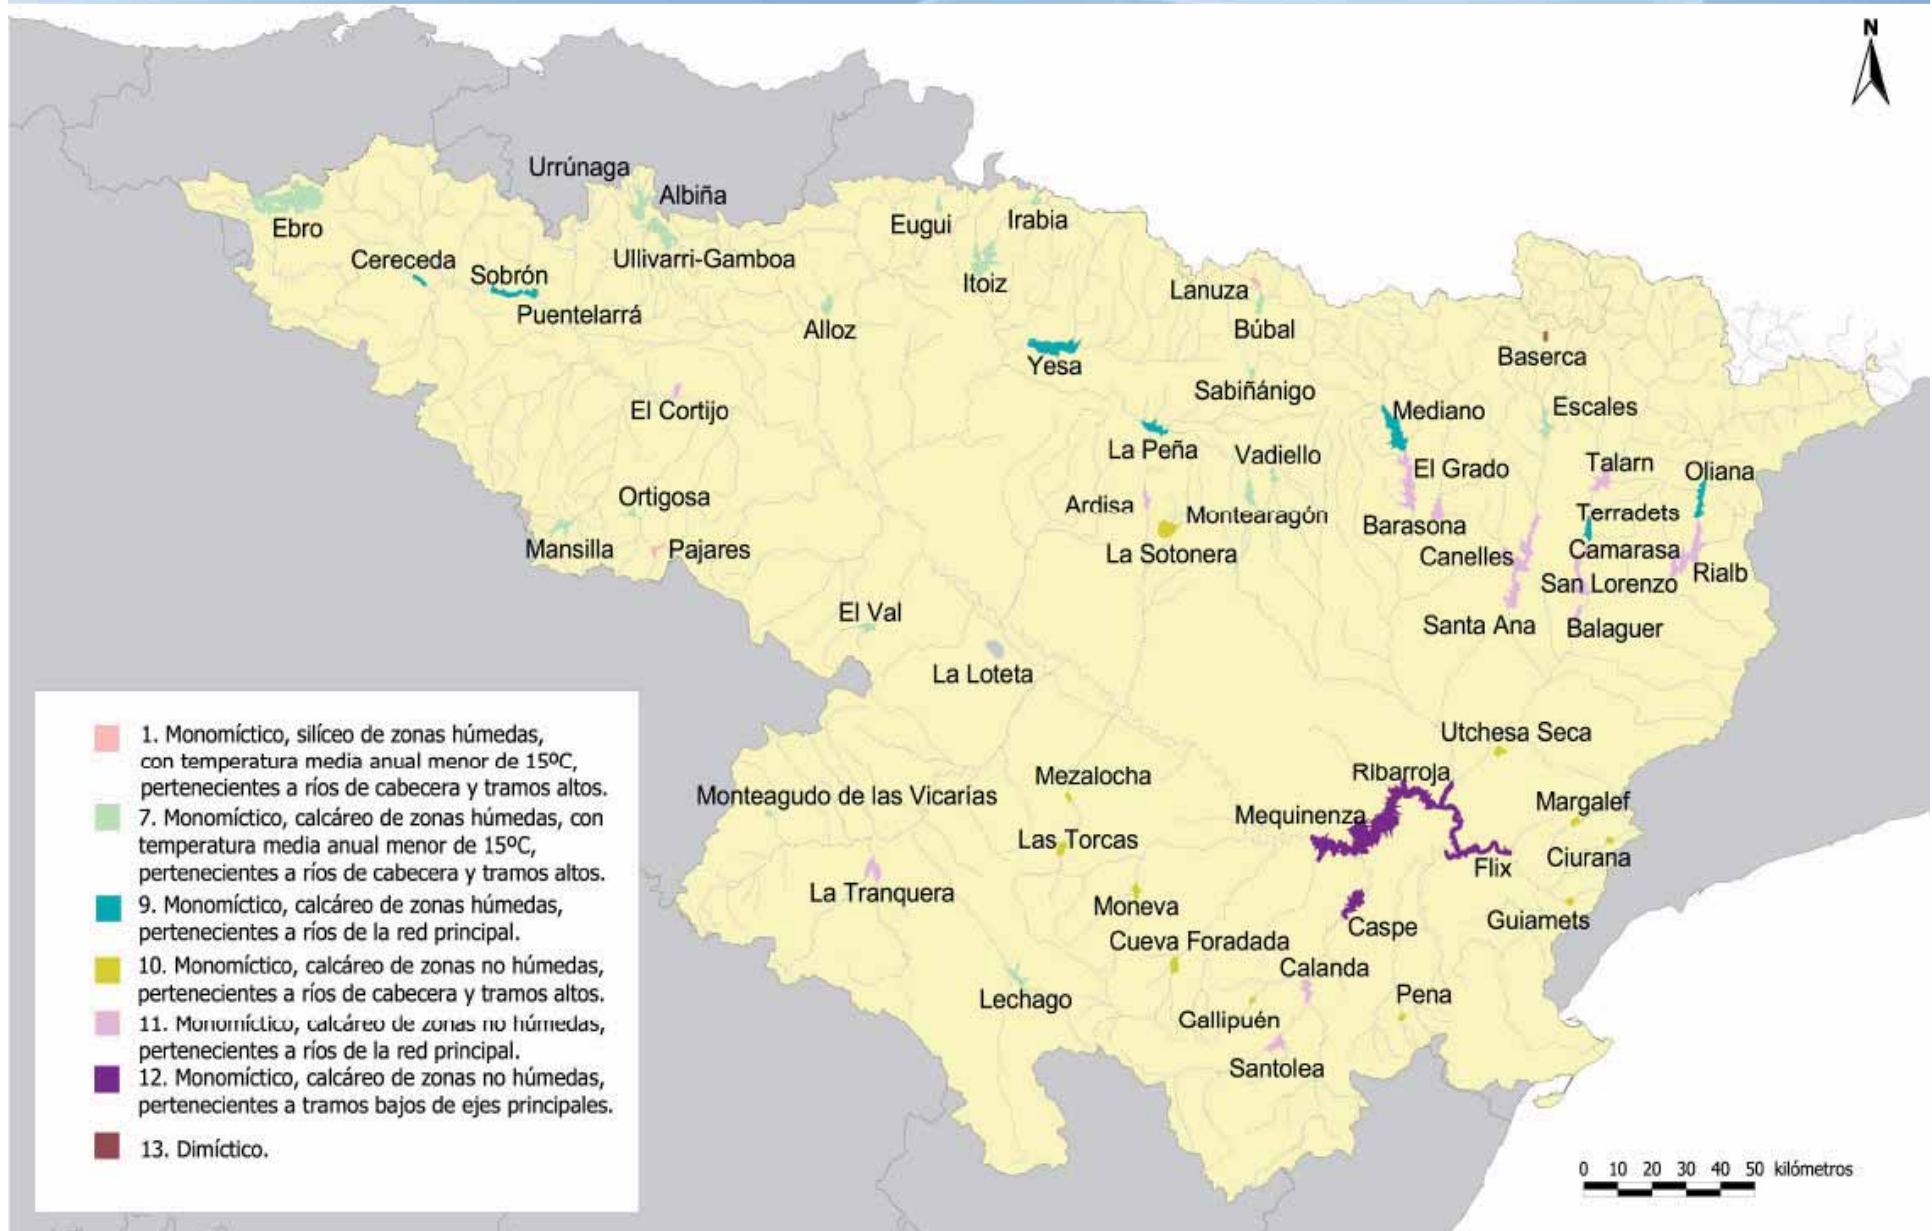 N
Urrúnaga
Albiña
Ebro
Eugui
Irabia
Cereceda
Sobrón
Ullivarri-Gamboa
Itoiz
Lanuza
Puentelarrá
Alloz
Búbal
Yesa
Baserca
Sabiñánigo
El Cortijo
Mediano
Escales
La Peña
Vadiello
El Grado
Talarn
Oliana
Ortigosa
Ardisa
Montearagón
Barasona
Terradets
Mansilla
Pajares
La Sotonera
Canelles
Camarasa
San Lorenzo
Rialb
El Val
Santa Ana
Balaguer
La Loteta
Utchesa Seca
Mezalocha
Ribarroja
Monteagudo de las Vicarías
Mequinenza
Margalef
Las Torcas
Ciurana
Flix
La Tranquera
Moneva
Caspe
Guiamets
Cueva Foradada
Calanda
Lechago
Pena
Gallipuén
Santolea
1. Monomíctico, silíceo de zonas húmedas,
con temperatura media anual menor de 15ºC,
pertenecientes a ríos de cabecera y tramos altos.
7. Monomíctico, calcáreo de zonas húmedas, con
temperatura media anual menor de 15ºC,
pertenecientes a ríos de cabecera y tramos altos.
9. Monomíctico, calcáreo de zonas húmedas,
pertenecientes a ríos de la red principal.
10. Monomíctico, calcáreo de zonas no húmedas,
pertenecientes a ríos de cabecera y tramos altos.
11. Monomíctico, calcáreo de zonas no húmedas,
pertenecientes a ríos de la red principal.
12. Monomíctico, calcáreo de zonas no húmedas,
pertenecientes a tramos bajos de ejes principales.
13. Dimíctico.
0 10 20 30 40 50 kilómetros